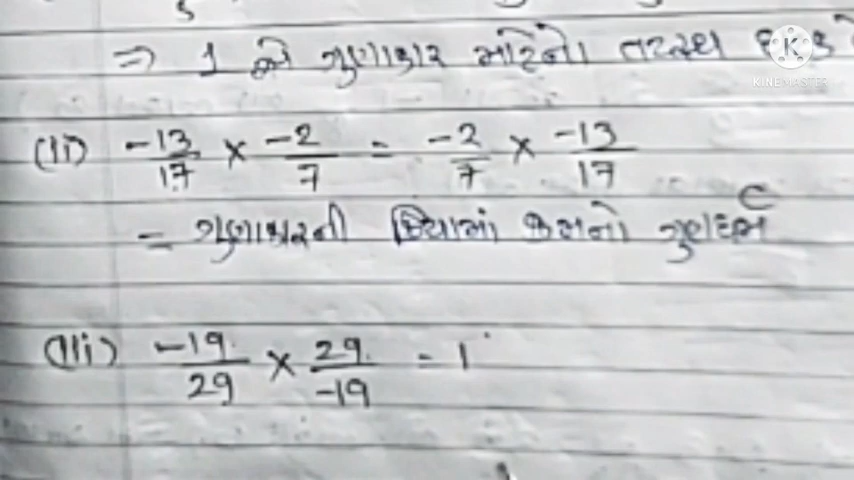 ⇒ 1 એ ગુણાકાર માટેનો તટસ્થ ઘટક
KINEMASTER
(ii) -13/17 × -2/7 = -2/7 × -13/17
= ગુણાકારની ક્રિયામાં ક્રમનો ગુણધર્મ
(iii) -19/29 × 29/-19 = 1